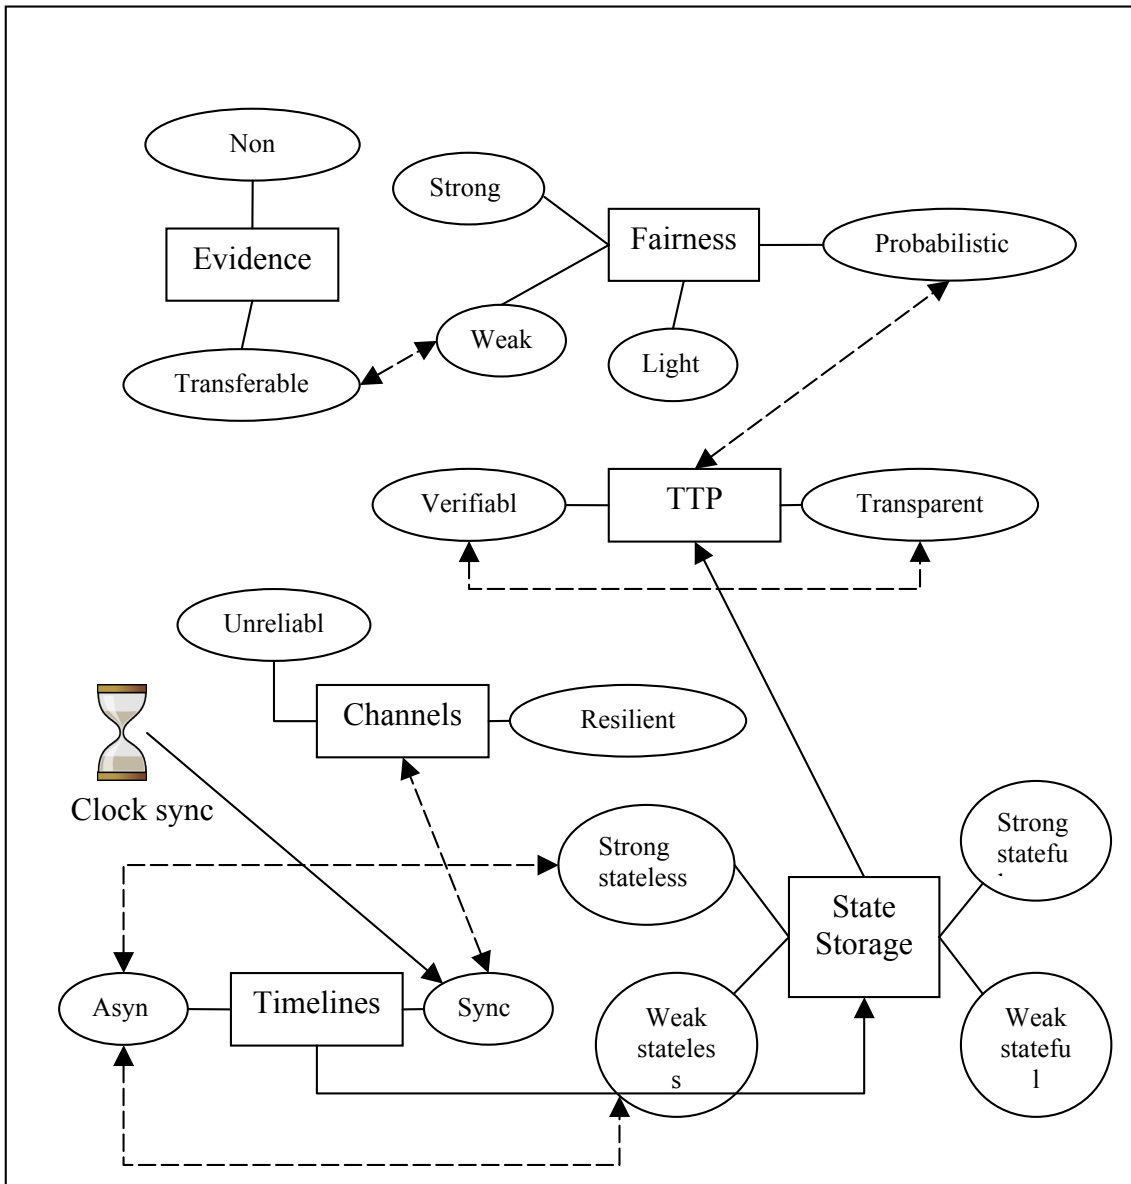 Non
Strong
Evidence
Fairness
Probabilistic
Transferable
Weak
Light
Verifiabl
TTP
Transparent
Unreliabl
Channels
Resilient
Clock sync
Strong
stateless
Strong
statefu
State
Storage
Asyn
Timelines
Sync
Weak
stateles
s
Weak
statefu
l